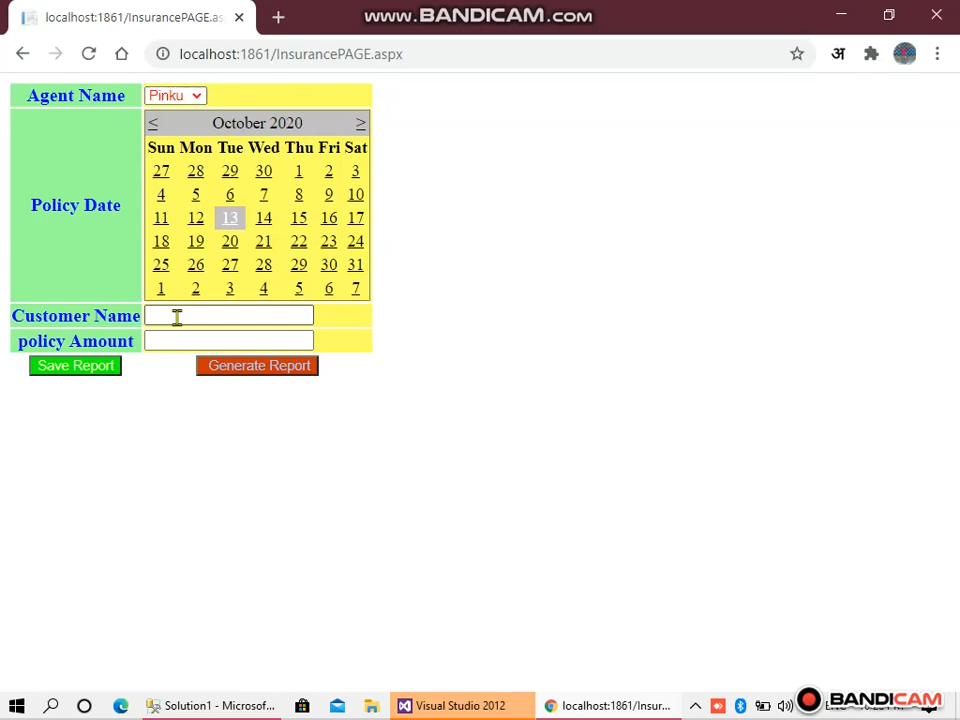 localhost:1861/InsurancePAGE.as
www.BANDICAM.com
localhost:1861/InsurancePAGE.aspx
अ
Agent Name Pinku
Policy Date
< October 2020 >
Sun Mon Tue Wed Thu Fri Sat
27 28 29 30 1 2 3
4 5 6 7 8 9 10
11 12 13 14 15 16 17
18 19 20 21 22 23 24
25 26 27 28 29 30 31
1 2 3 4 5 6 7
Customer Name
policy Amount
Save Report Generate Report
Solution1 - Microsof... Visual Studio 2012 localhost:1861/Insur...
BANDICAM